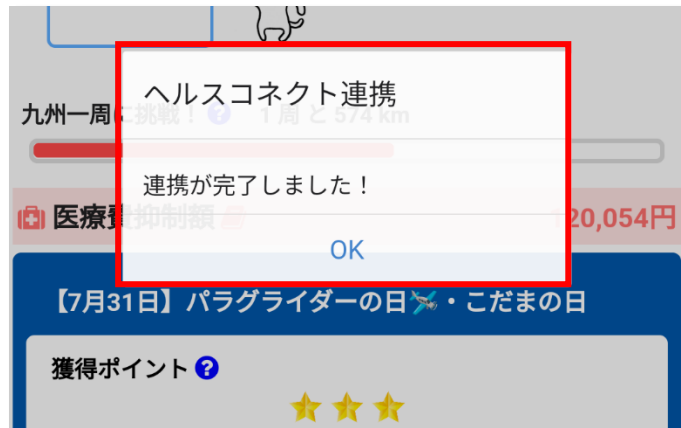 ヘルスコネクト連携
九州一周に挑戦！ ? 1 周 と 574 km
連携が完了しました！
医療費抑制額 120,054円
OK
【7月31日】パラグライダーの日・こだまの日
獲得ポイント ?